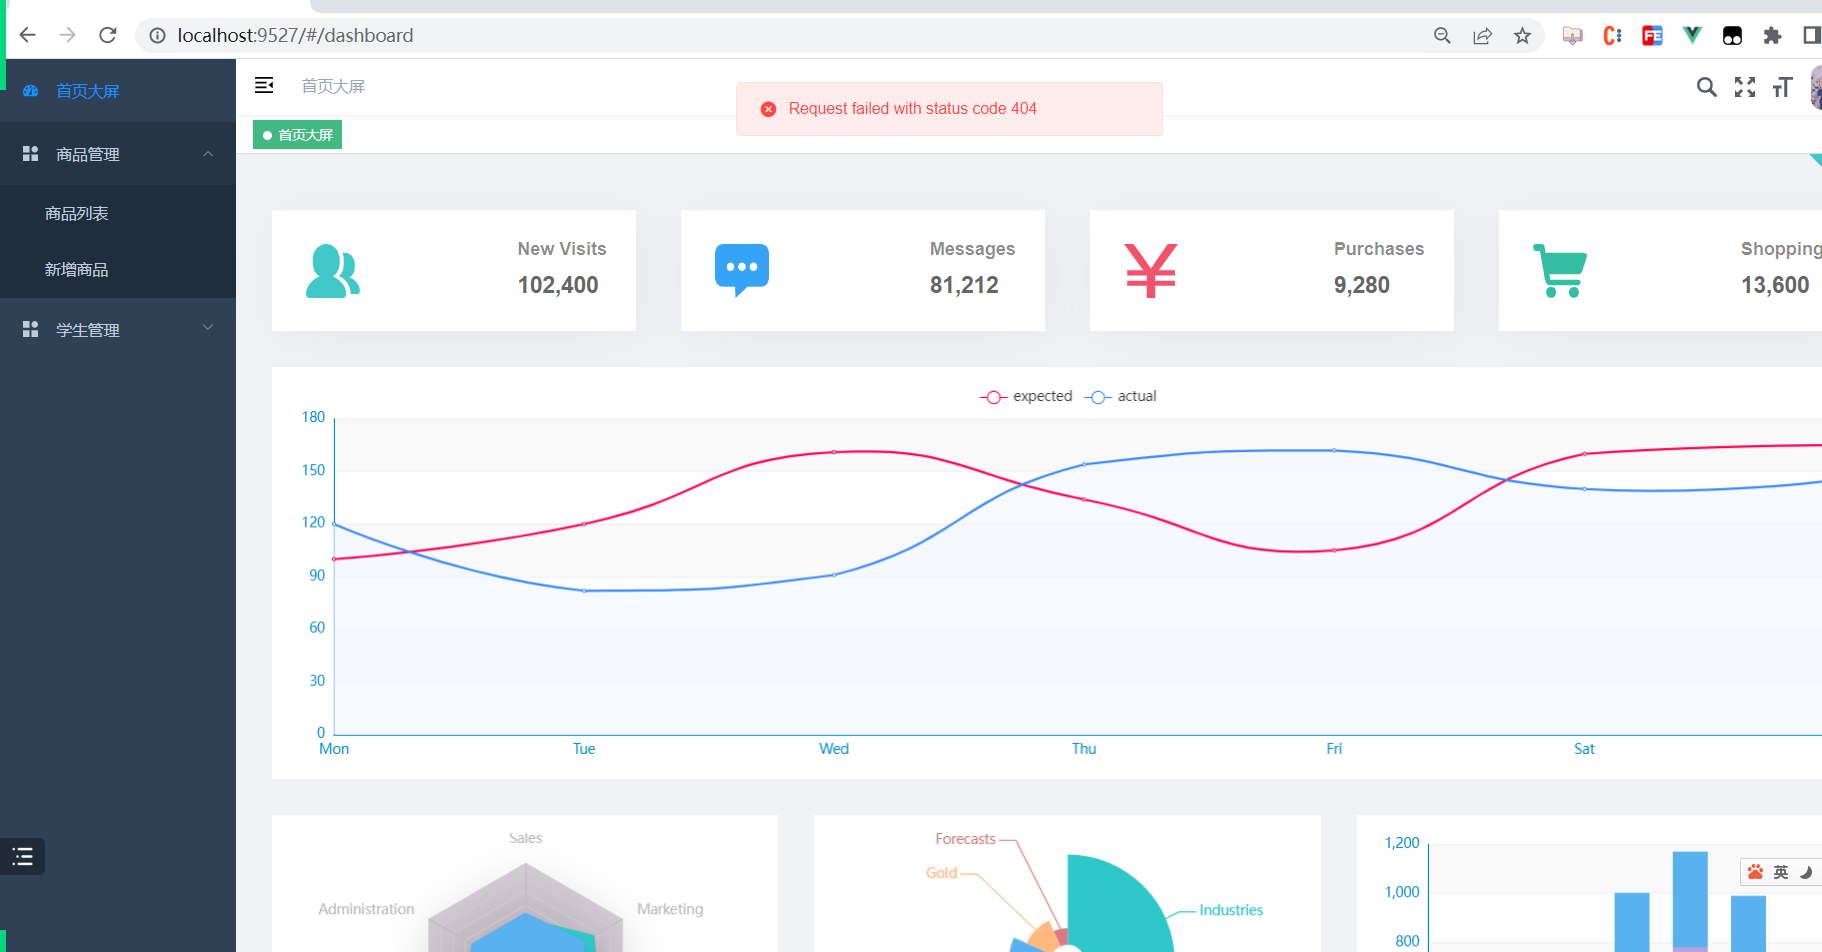 localhost:9527/#/dashboard
首页大屏
首页大屏
Request failed with status code 404
首页大屏
商品管理
商品列表
新增商品
学生管理
New Visits
102,400
Messages
81,212
Purchases
9,280
Shopping
13,600
expected
actual
180
150
120
90
60
30
0
Mon
Tue
Wed
Thu
Fri
Sat
Sales
Administration
Marketing
Forecasts
Gold
Industries
1,200
1,000
800
英